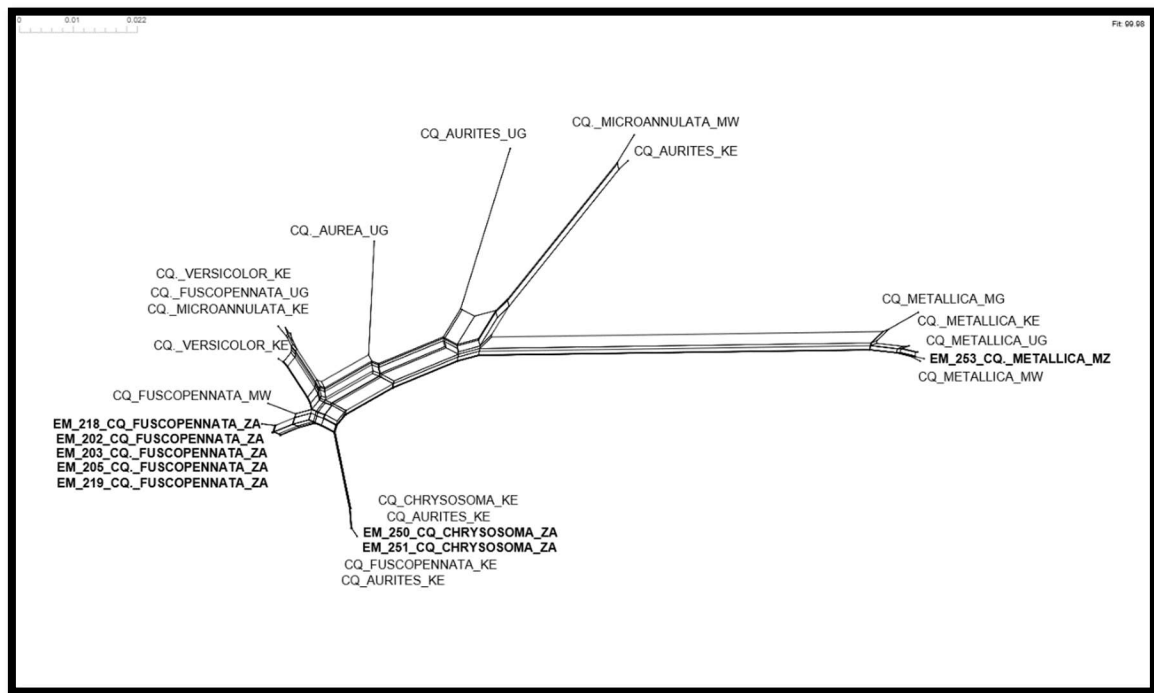 0 0.01 0.022
Fit: 99.98
CQ_AURITES_UG
CQ._MICROANNULATA_MW
CQ_AURITES_KE
CQ._AUREA_UG
CQ._VERSICOLOR_KE
CQ._FUSCOPENNATA_UG
CQ._MICROANNULATA_KE
CQ._VERSICOLOR_KE
CQ_METALLICA_MG
CQ._METALLICA_KE
CQ_METALLICA_UG
EM_253_CQ._METALLICA_MZ
CQ_METALLICA_MW
CQ_FUSCOPENNATA_MW
EM_218_CQ_FUSCOPENNATA_ZA
EM_202_CQ_FUSCOPENNATA_ZA
EM_203_CQ._FUSCOPENNATA_ZA
EM_205_CQ._FUSCOPENNATA_ZA
EM_219_CQ._FUSCOPENNATA_ZA
CQ_CHRYSOSOMA_KE
CQ_AURITES_KE
EM_250_CQ_CHRYSOSOMA_ZA
EM_251_CQ_CHRYSOSOMA_ZA
CQ_FUSCOPENNATA_KE
CQ_AURITES_KE